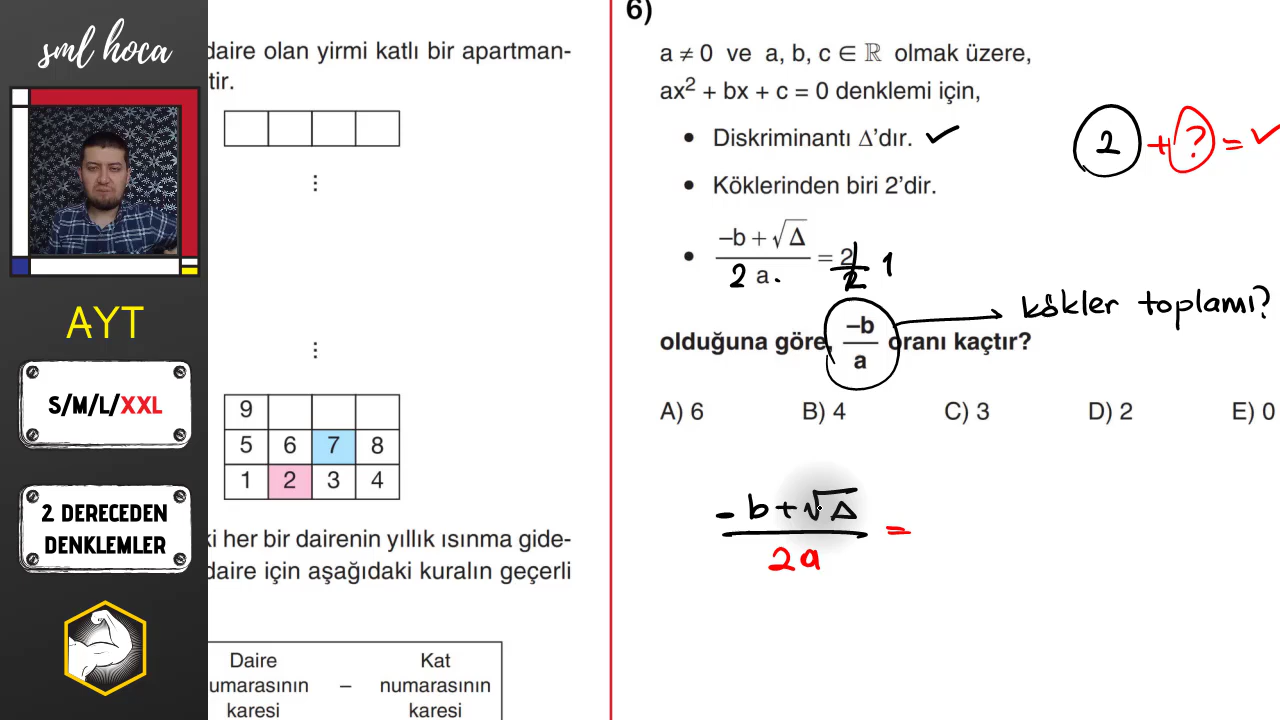 sml hoca
AYT
S/M/L/XXL
2. DERECEDEN
DENKLEMLER
daire olan yirmi katlı bir apartman-
tir.
⋮
⋮
9
5 6 7 8
1 2 3 4
ki her bir dairenin yıllık ısınma gide-
daire için aşağıdaki kuralın geçerli
Daire
umarasının
karesi
–
Kat
numarasının
karesi
6)
a ≠ 0 ve a, b, c ∈ ℝ olmak üzere,
ax² + bx + c = 0 denklemi için,
• Diskriminantı Δ'dır. ✓
2 + ? = ✓
• Köklerinden biri 2'dir.
• (–b + √Δ) / 2a. = 2/2 1
olduğuna göre, –b/a oranı kaçtır?
kökler toplamı?
A) 6 B) 4 C) 3 D) 2 E) 0
(-b + √Δ) / 2a =